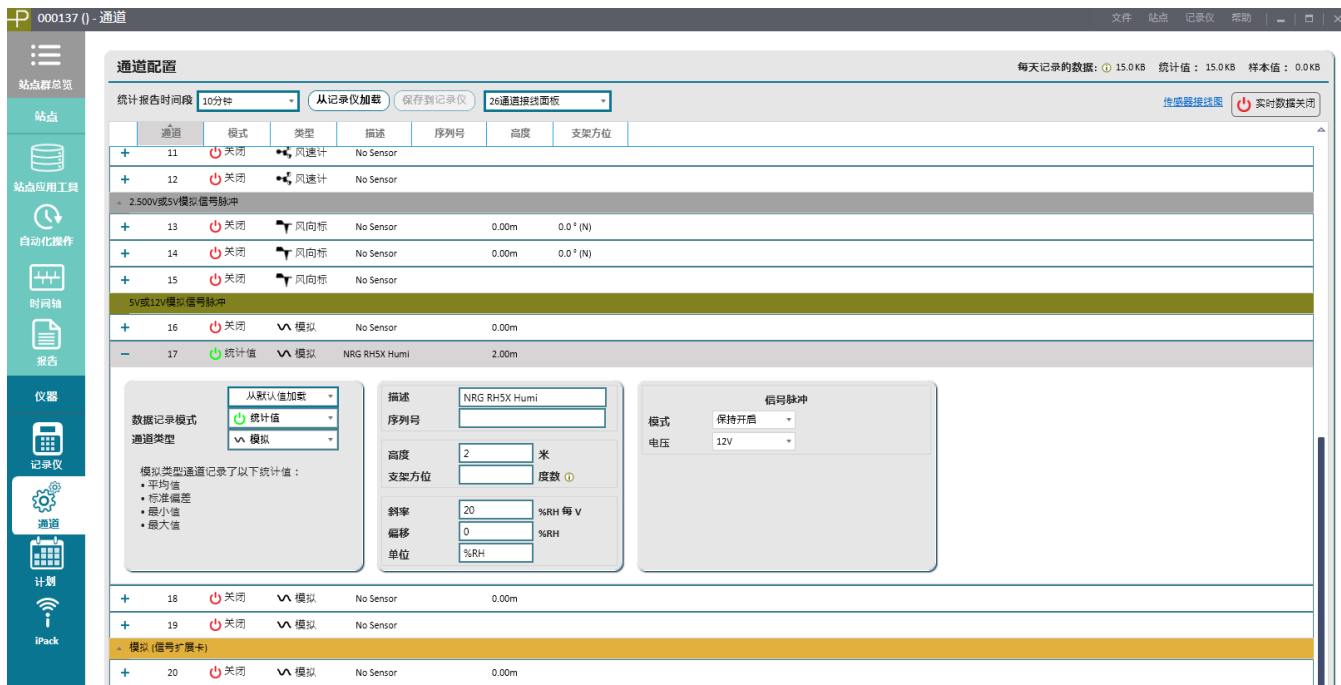 000137 () - 通道
文件 站点 记录仪 帮助
站点群总览
站点
站点应用工具
自动化操作
时间轴
报告
仪器
记录仪
通道
计划
iPack
通道配置
每天记录的数据: 15.0 KB 统计值: 15.0 KB 样本值: 0.0 KB
统计报告时间段 10分钟 从记录仪加载 保存到记录仪 26通道接线面板 传感器接线图 实时数据关闭
通道 模式 类型 描述 序列号 高度 支架方位
+ 11 关闭 风速计 No Sensor
+ 12 关闭 风速计 No Sensor
2.500V或5V模拟信号脉冲
+ 13 关闭 风向标 No Sensor 0.00m 0.0 ° (N)
+ 14 关闭 风向标 No Sensor 0.00m 0.0 ° (N)
+ 15 关闭 风向标 No Sensor
5V或12V模拟信号脉冲
+ 16 关闭 模拟 No Sensor 0.00m
− 17 统计值 模拟 NRG RH5X Humi 2.00m
从默认值加载
数据记录模式 统计值
通道类型 模拟
模拟类型通道记录了以下统计值:
• 平均值
• 标准偏差
• 最小值
• 最大值
描述 NRG RH5X Humi
序列号
高度 2 米
支架方位 度数
斜率 20 %RH 每 V
偏移 0 %RH
单位 %RH
信号脉冲
模式 保持开启
电压 12V
+ 18 关闭 模拟 No Sensor 0.00m
+ 19 关闭 模拟 No Sensor
模拟 (信号扩展卡)
+ 20 关闭 模拟 No Sensor 0.00m